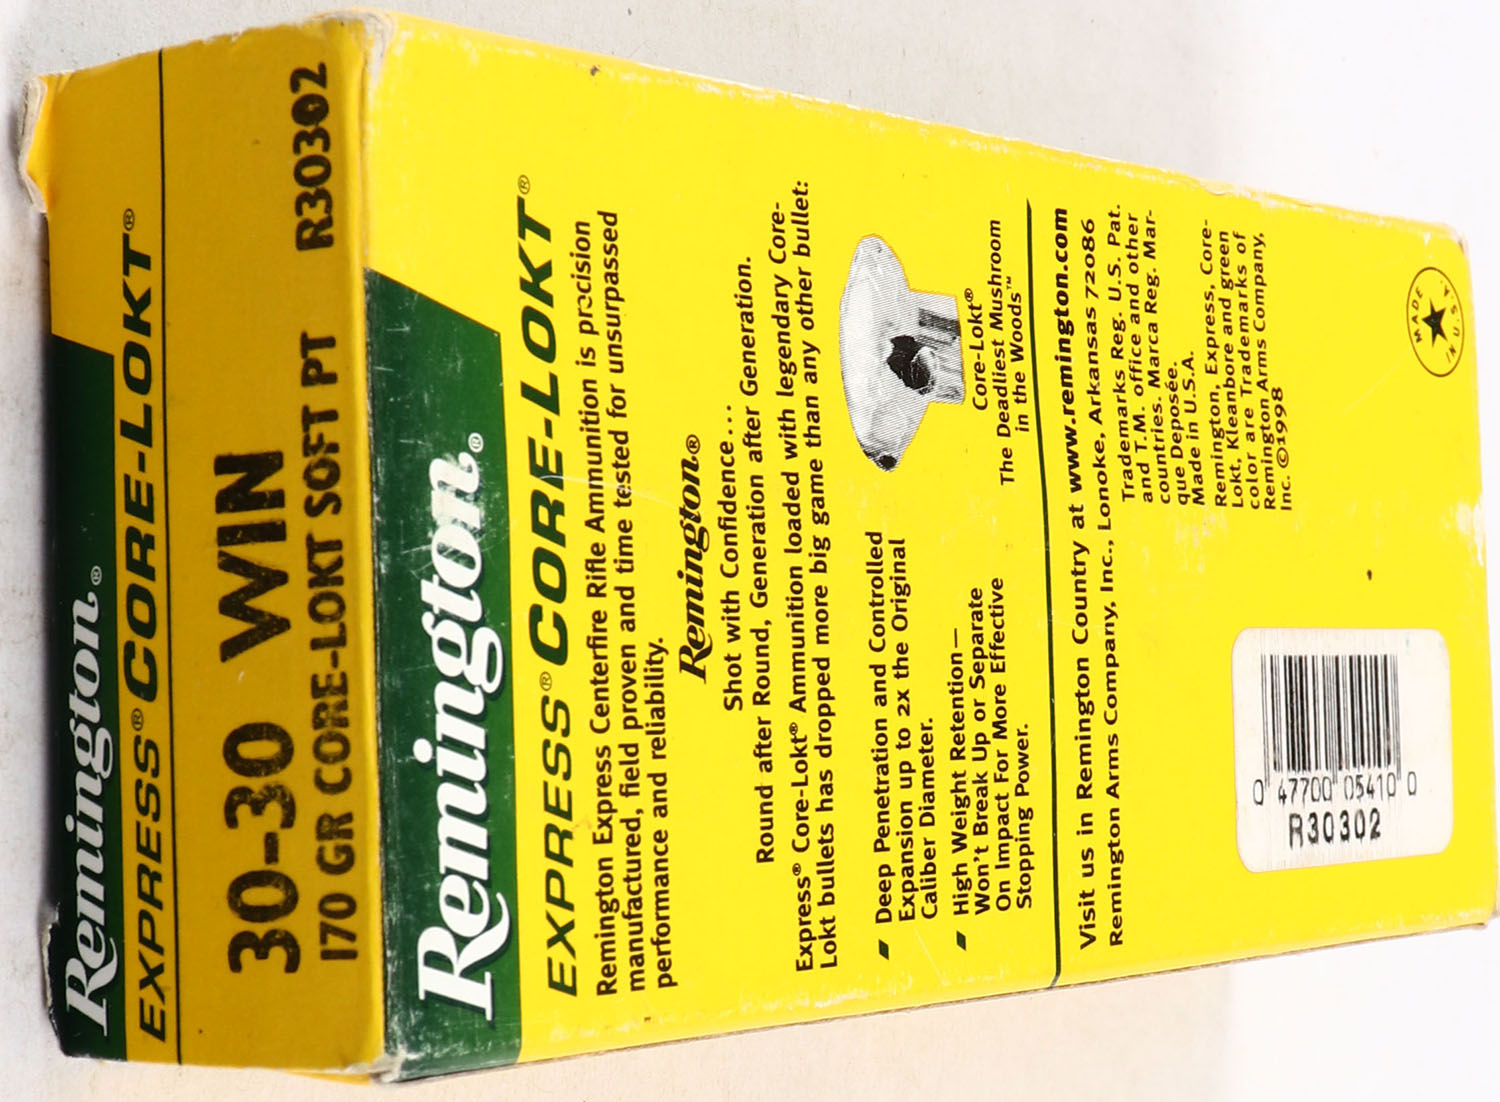 Remington®
EXPRESS® CORE-LOKT®
30-30 WIN
170 GR CORE-LOKT SOFT PT R30302
Remington®
EXPRESS® CORE-LOKT®
Remington Express Centerfire Rifle Ammunition is precision
manufactured, field proven and time tested for unsurpassed
performance and reliability.
Remington®
Shot with Confidence...
Round after Round, Generation after Generation.
Express® Core-Lokt® Ammunition loaded with legendary Core-
Lokt bullets has dropped more big game than any other bullet:
Deep Penetration and Controlled
Expansion up to 2x the Original
Caliber Diameter.
High Weight Retention—
Won't Break Up or Separate
On Impact For More Effective
Stopping Power.
Core-Lokt®
The Deadliest Mushroom
in the Woods™
Visit us in Remington Country at www.remington.com
Remington Arms Company, Inc., Lonoke, Arkansas 72086
Trademarks Reg. U.S. Pat.
and T.M. office and other
countries. Marca Reg. Mar-
que Deposée.
Made in U.S.A.
Remington, Express, Core-
Lokt, Kleanbore and green
color are Trademarks of
Remington Arms Company,
Inc. ©1998
MADE
IN U.S.A.
0 47700 05410 0
R30302